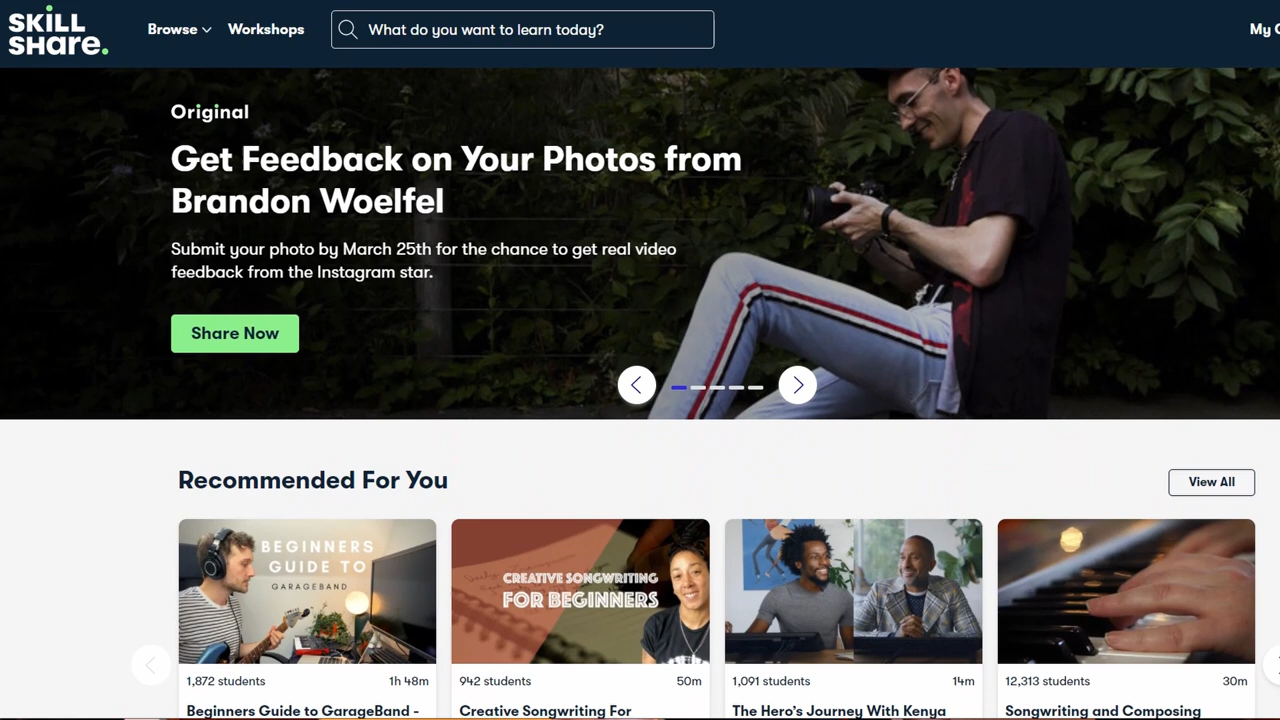 SKILL
SHare.
Browse
Workshops
What do you want to learn today?
My
Original
Get Feedback on Your Photos from
Brandon Woelfel
Submit your photo by March 25th for the chance to get real video
feedback from the Instagram star.
Share Now
Recommended For You
View All
BEGINNERS
GUIDE TO
GARAGEBAND
CREATIVE SONGWRITING
FOR BEGINNERS
1,872 students
1h 48m
942 students
50m
1,091 students
14m
12,313 students
30m
Beginners Guide to GarageBand -
Creative Songwriting For
The Hero's Journey With Kenya
Songwriting and Composing